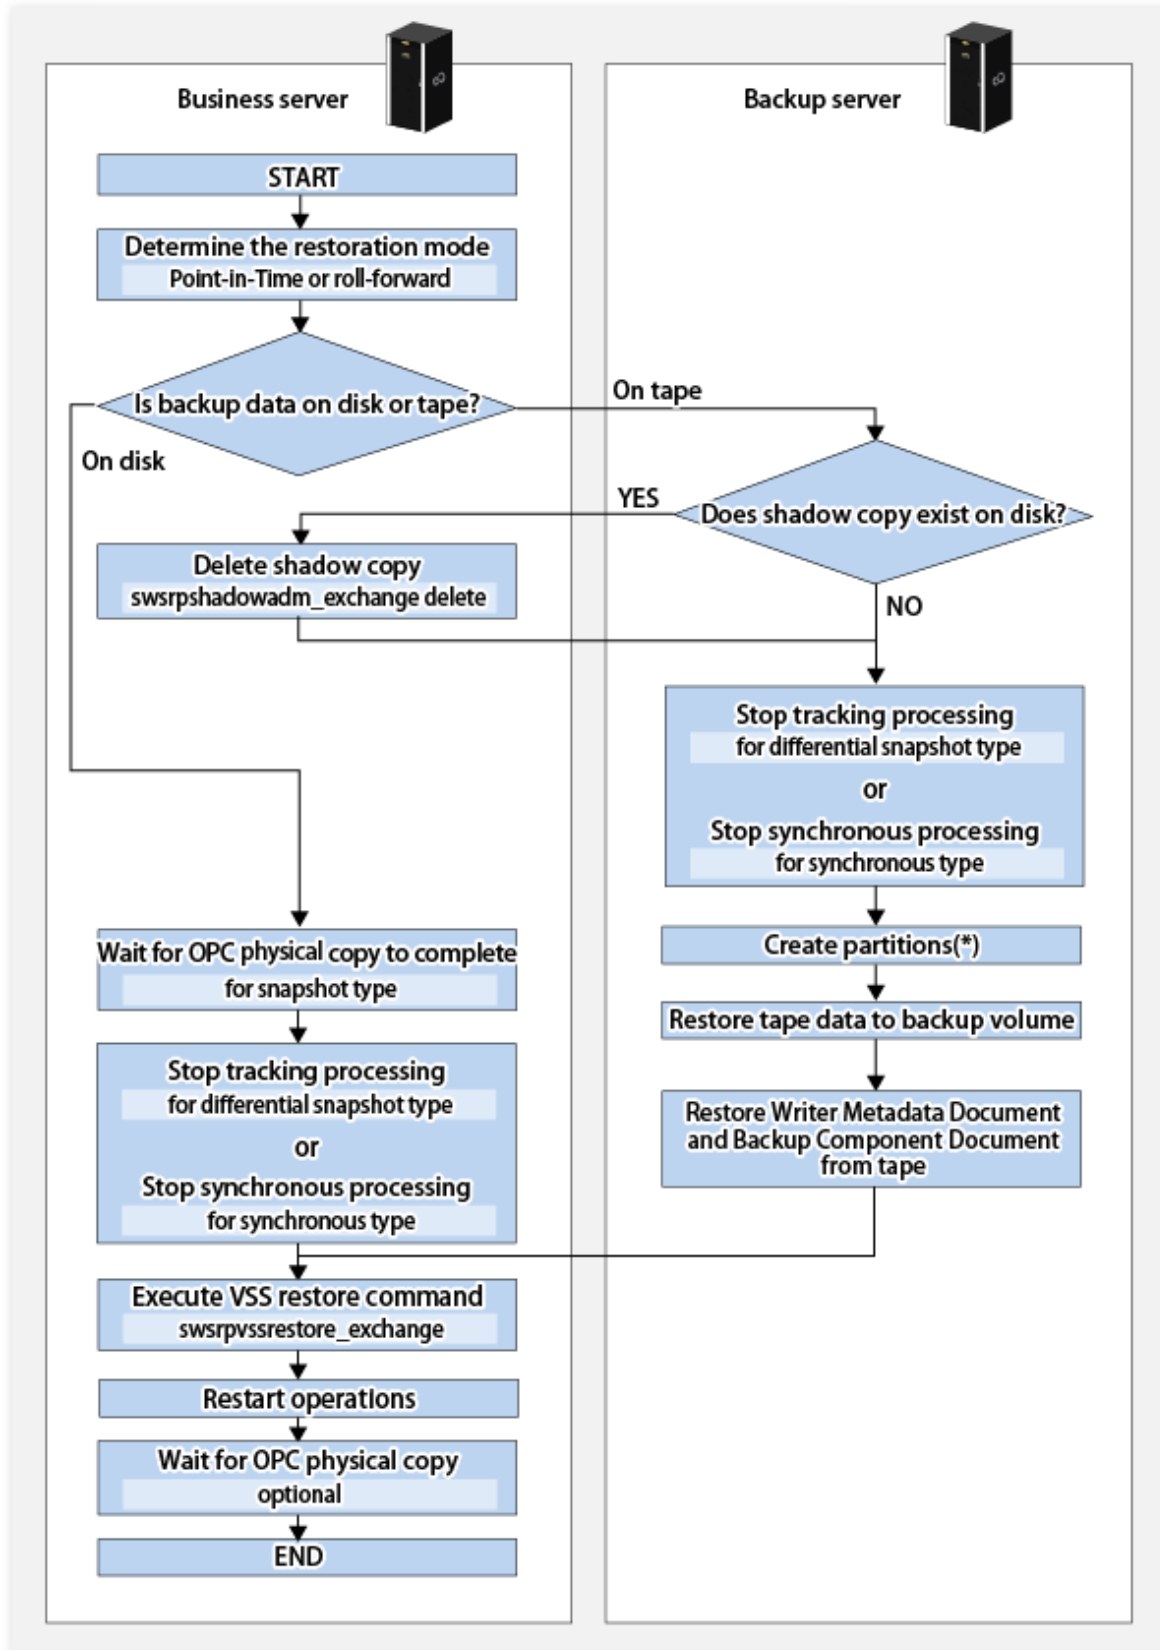 Business server
Backup server
START
Determine the restoration mode
Point-in-Time or roll-forward
Is backup data on disk or tape?
On tape
On disk
YES
Does shadow copy exist on disk?
Delete shadow copy
swsrpshadowadm_exchange delete
NO
Stop tracking processing
for differential snapshot type
or
Stop synchronous processing
for synchronous type
Create partitions(*)
Restore tape data to backup volume
Restore Writer Metadata Document
and Backup Component Document
from tape
Wait for OPC physical copy to complete
for snapshot type
Stop tracking processing
for differential snapshot type
or
Stop synchronous processing
for synchronous type
Execute VSS restore command
swsrpvssrestore_exchange
Restart operations
Wait for OPC physical copy
optional
END